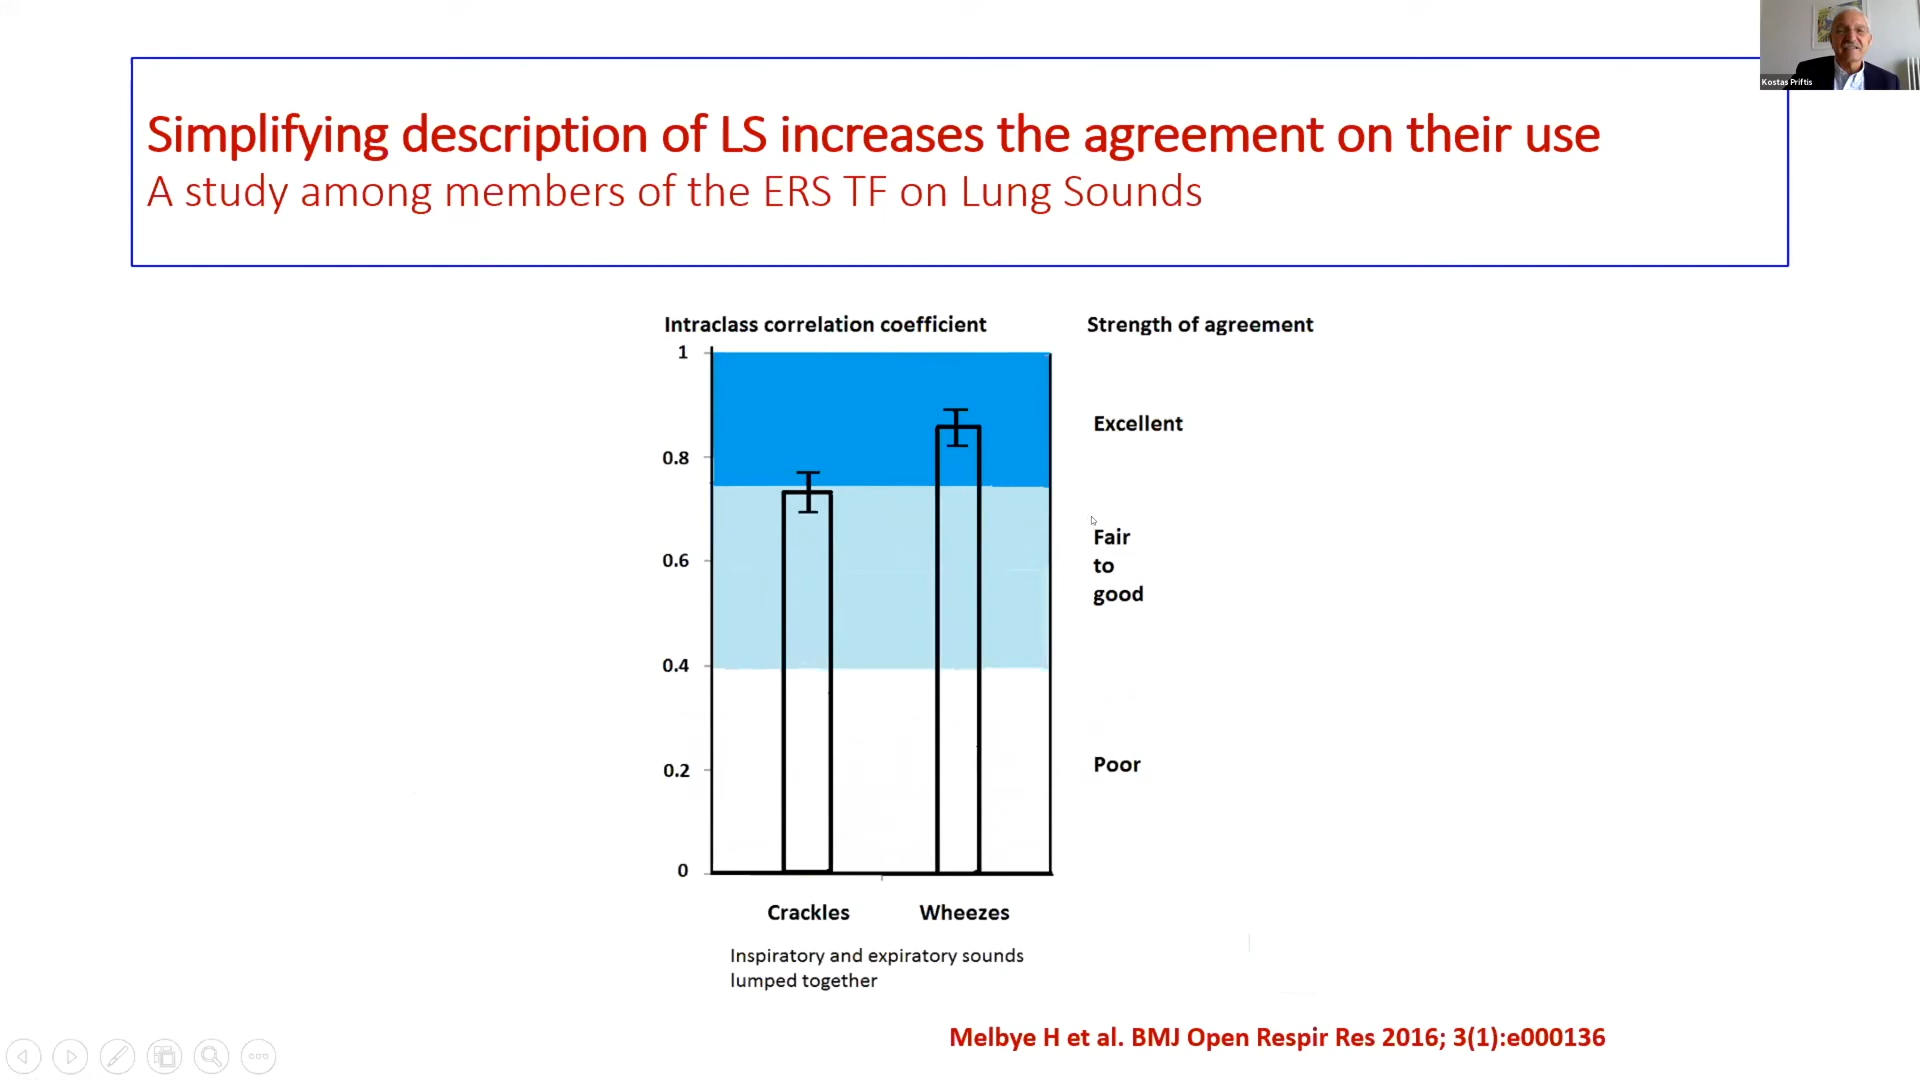 Kostas Priftis
Simplifying description of LS increases the agreement on their use
A study among members of the ERS TF on Lung Sounds
Intraclass correlation coefficient
Strength of agreement
1
Excellent
0.8
Fair
to
good
0.6
0.4
Poor
0.2
0
Crackles
Wheezes
Inspiratory and expiratory sounds
lumped together
Melbye H et al. BMJ Open Respir Res 2016; 3(1):e000136